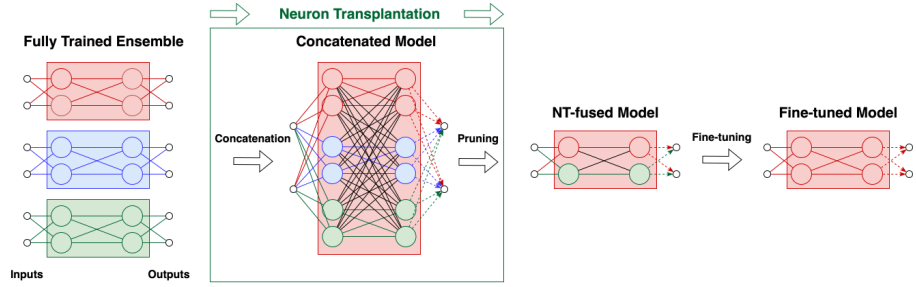 Neuron Transplantation
Fully Trained Ensemble
Concatenated Model
Concatenation
Pruning
NT-fused Model
Fine-tuning
Fine-tuned Model
Inputs
Outputs